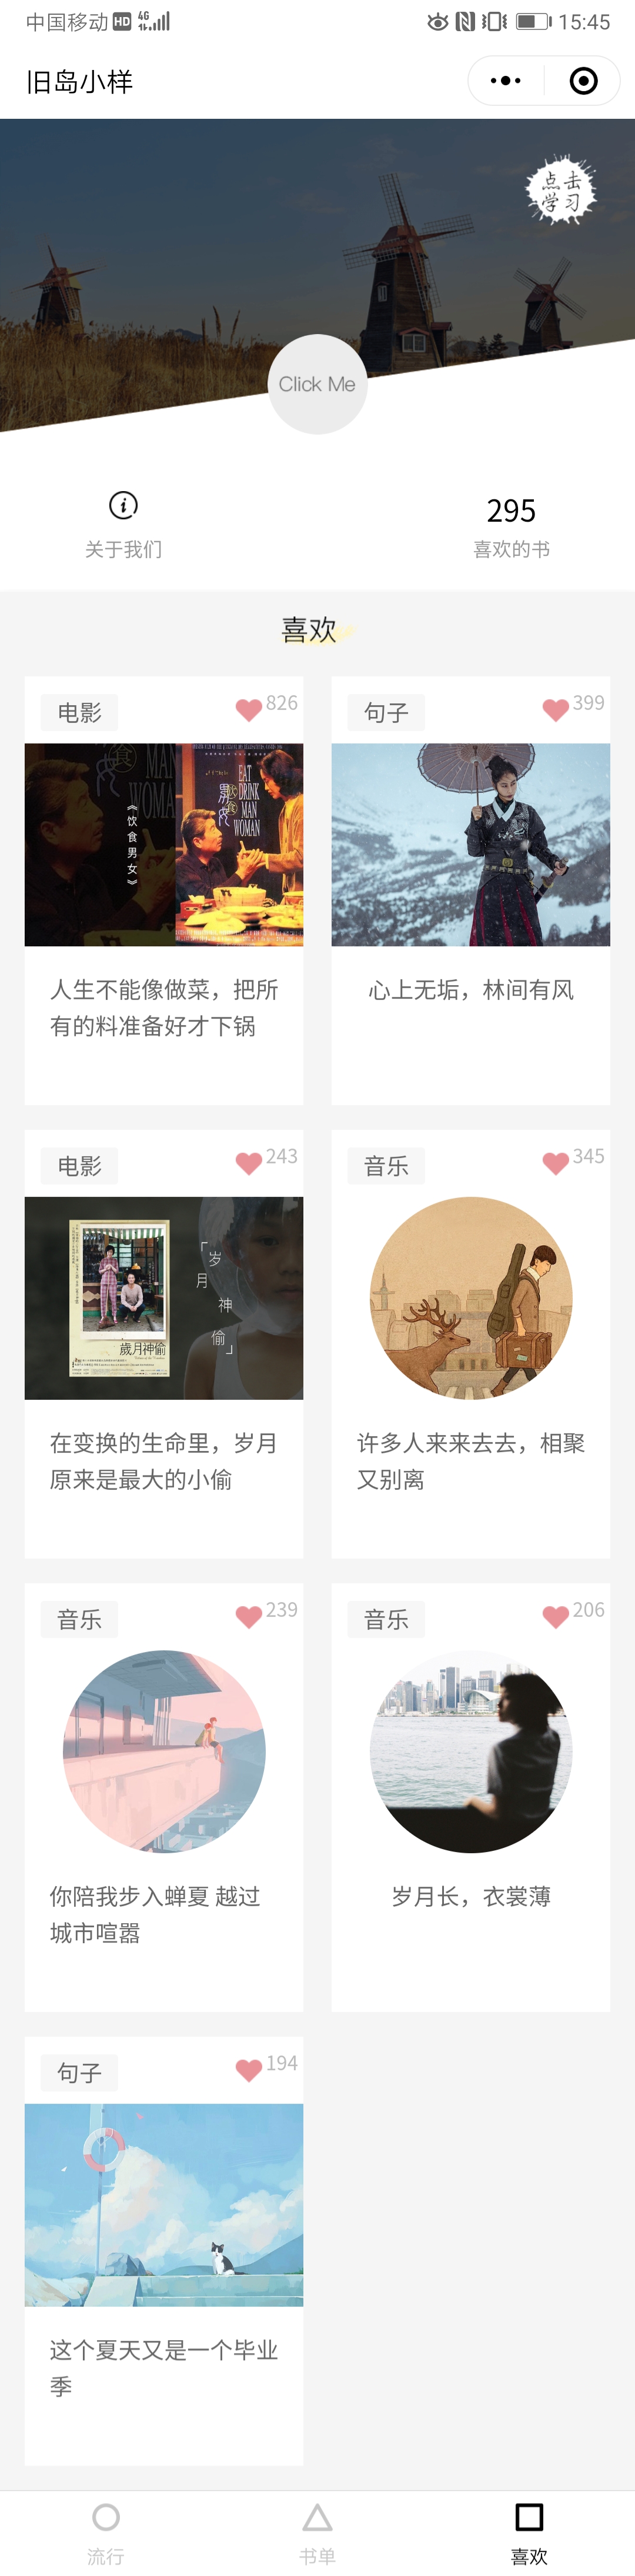 中国移动 HD 4G 15:45
旧岛小样
点击
学习
Click Me
关于我们
295
喜欢的书
喜欢
电影 826
《饮食男女》
EAT
DRINK
MAN
WOMAN
人生不能像做菜，把所
有的料准备好才下锅
句子 399
心上无垢，林间有风
电影 243
「岁月神偷」
歲月神偷
在变换的生命里，岁月
原来是最大的小偷
音乐 345
许多人来来去去，相聚
又别离
音乐 239
你陪我步入蝉夏 越过
城市喧嚣
音乐 206
岁月长，衣裳薄
句子 194
这个夏天又是一个毕业
季
流行
书单
喜欢